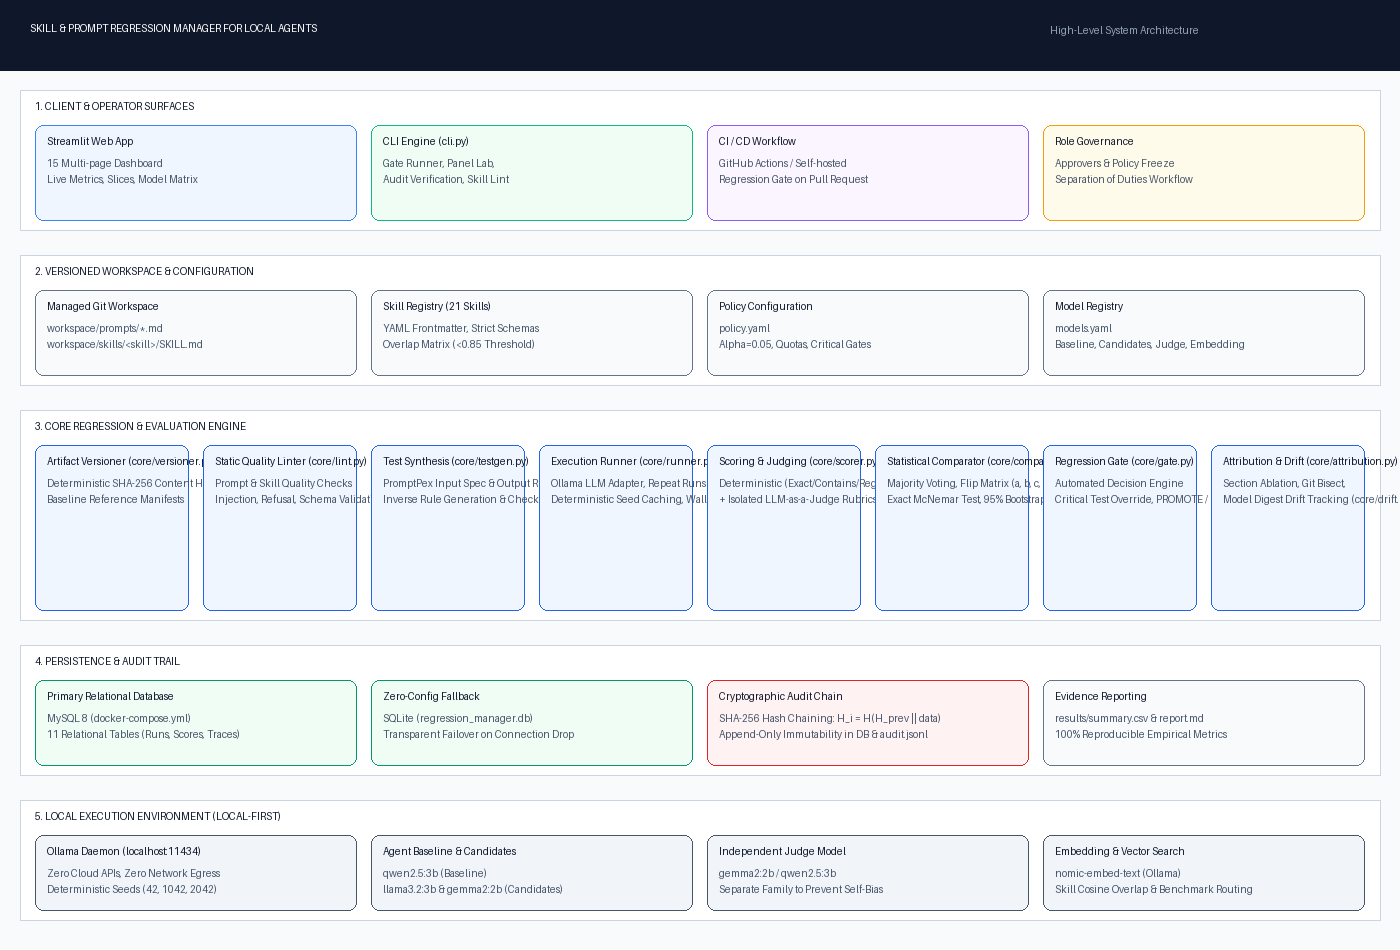 SKILL & PROMPT REGRESSION MANAGER FOR LOCAL AGENTS
High-Level System Architecture
1. CLIENT & OPERATOR SURFACES
Streamlit Web App
15 Multi-page Dashboard
Live Metrics, Slices, Model Matrix
CLI Engine (cli.py)
Gate Runner, Panel Lab,
Audit Verification, Skill Lint
CI / CD Workflow
GitHub Actions / Self-hosted
Regression Gate on Pull Request
Role Governance
Approvers & Policy Freeze
Separation of Duties Workflow
2. VERSIONED WORKSPACE & CONFIGURATION
Managed Git Workspace
workspace/prompts/*.md
workspace/skills/<skill>/SKILL.md
Skill Registry (21 Skills)
YAML Frontmatter, Strict Schemas
Overlap Matrix (<0.85 Threshold)
Policy Configuration
policy.yaml
Alpha=0.05, Quotas, Critical Gates
Model Registry
models.yaml
Baseline, Candidates, Judge, Embedding
3. CORE REGRESSION & EVALUATION ENGINE
Artifact Versioner (core/versioner.p
Deterministic SHA-256 Content H
Baseline Reference Manifests
Static Quality Linter (core/lint.py)
Prompt & Skill Quality Checks
Injection, Refusal, Schema Validat
Test Synthesis (core/testgen.py)
PromptPex Input Spec & Output R
Inverse Rule Generation & Check
Execution Runner (core/runner.p
Ollama LLM Adapter, Repeat Runs
Deterministic Seed Caching, Wall
Scoring & Judging (core/scorer.py
Deterministic (Exact/Contains/Reg
+ Isolated LLM-as-a-Judge Rubrics
Statistical Comparator (core/compa
Majority Voting, Flip Matrix (a, b, c,
Exact McNemar Test, 95% Bootstrap
Regression Gate (core/gate.py)
Automated Decision Engine
Critical Test Override, PROMOTE /
Attribution & Drift (core/attribution.py)
Section Ablation, Git Bisect,
Model Digest Drift Tracking (core/drift.
4. PERSISTENCE & AUDIT TRAIL
Primary Relational Database
MySQL 8 (docker-compose.yml)
11 Relational Tables (Runs, Scores, Traces)
Zero-Config Fallback
SQLite (regression_manager.db)
Transparent Failover on Connection Drop
Cryptographic Audit Chain
SHA-256 Hash Chaining: H_i = H(H_prev || data)
Append-Only Immutability in DB & audit.jsonl
Evidence Reporting
results/summary.csv & report.md
100% Reproducible Empirical Metrics
5. LOCAL EXECUTION ENVIRONMENT (LOCAL-FIRST)
Ollama Daemon (localhost:11434)
Zero Cloud APIs, Zero Network Egress
Deterministic Seeds (42, 1042, 2042)
Agent Baseline & Candidates
qwen2.5:3b (Baseline)
llama3.2:3b & gemma2:2b (Candidates)
Independent Judge Model
gemma2:2b / qwen2.5:3b
Separate Family to Prevent Self-Bias
Embedding & Vector Search
nomic-embed-text (Ollama)
Skill Cosine Overlap & Benchmark Routing